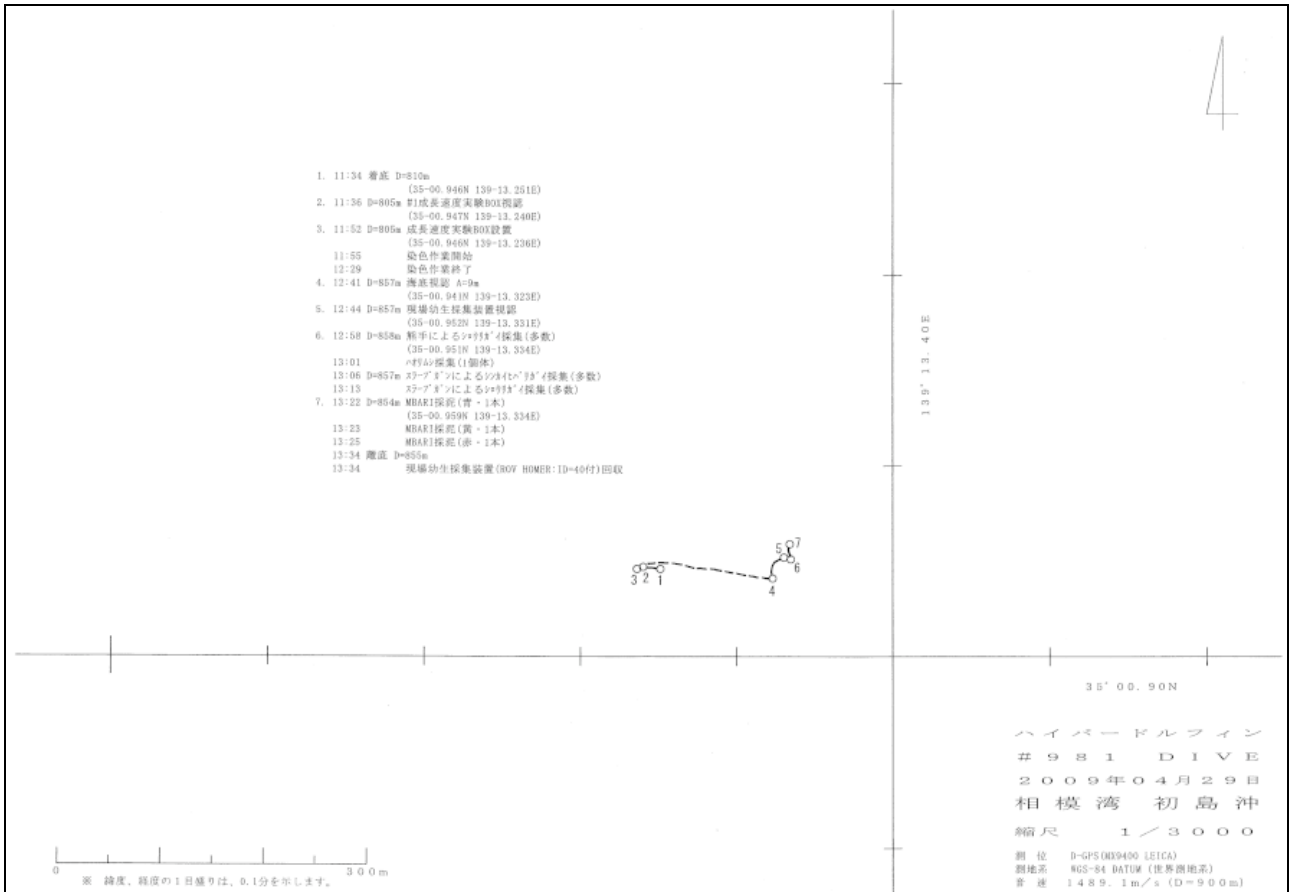 1. 11:34 着底 D=810m
(35-00.946N 139-13.251E)
2. 11:36 D=805m #1成長速度実験BOX視認
(35-00.947N 139-13.240E)
3. 11:52 D=805m 成長速度実験BOX設置
(35-00.946N 139-13.236E)
11:55 染色作業開始
12:29 染色作業終了
4. 12:41 D=857m 海底視認 A=9m
(35-00.941N 139-13.323E)
5. 12:44 D=857m 現場幼生採集装置視認
(35-00.952N 139-13.331E)
6. 12:58 D=858m 熊手によるシロウリガイ採集(多数)
(35-00.951N 139-13.334E)
13:01 ハオリムシ採集(1個体)
13:06 D=857m スラープガンによるシンカイヒバリガイ採集(多数)
13:13 スラープガンによるシロウリガイ採集(多数)
7. 13:22 D=854m MBARI採泥(青・1本)
(35-00.959N 139-13.334E)
13:23 MBARI採泥(黄・1本)
13:25 MBARI採泥(赤・1本)
13:34 離底 D=855m
13:34 現場幼生採集装置(ROV HOMER:ID=40付)回収
139°13.40E
7
5
6
3 2 1
4
35°00.90N
ハイパードルフィン
#981 DIVE
2009年04月29日
相模湾 初島沖
縮尺 1/3000
測位 D-GPS(MX9400 LEICA)
測地系 WGS-84 DATUM (世界測地系)
音速 1489.1m/s (D=900m)
0 300m
※ 緯度、経度の1目盛りは、0.1分を示します。